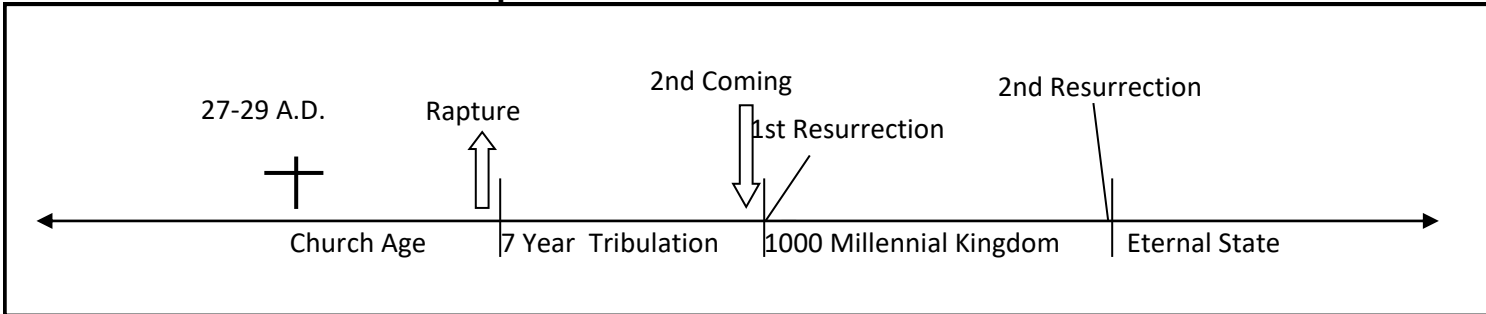 27-29 A.D.
Rapture
2nd Coming
1st Resurrection
2nd Resurrection
Church Age
7 Year Tribulation
1000 Millennial Kingdom
Eternal State